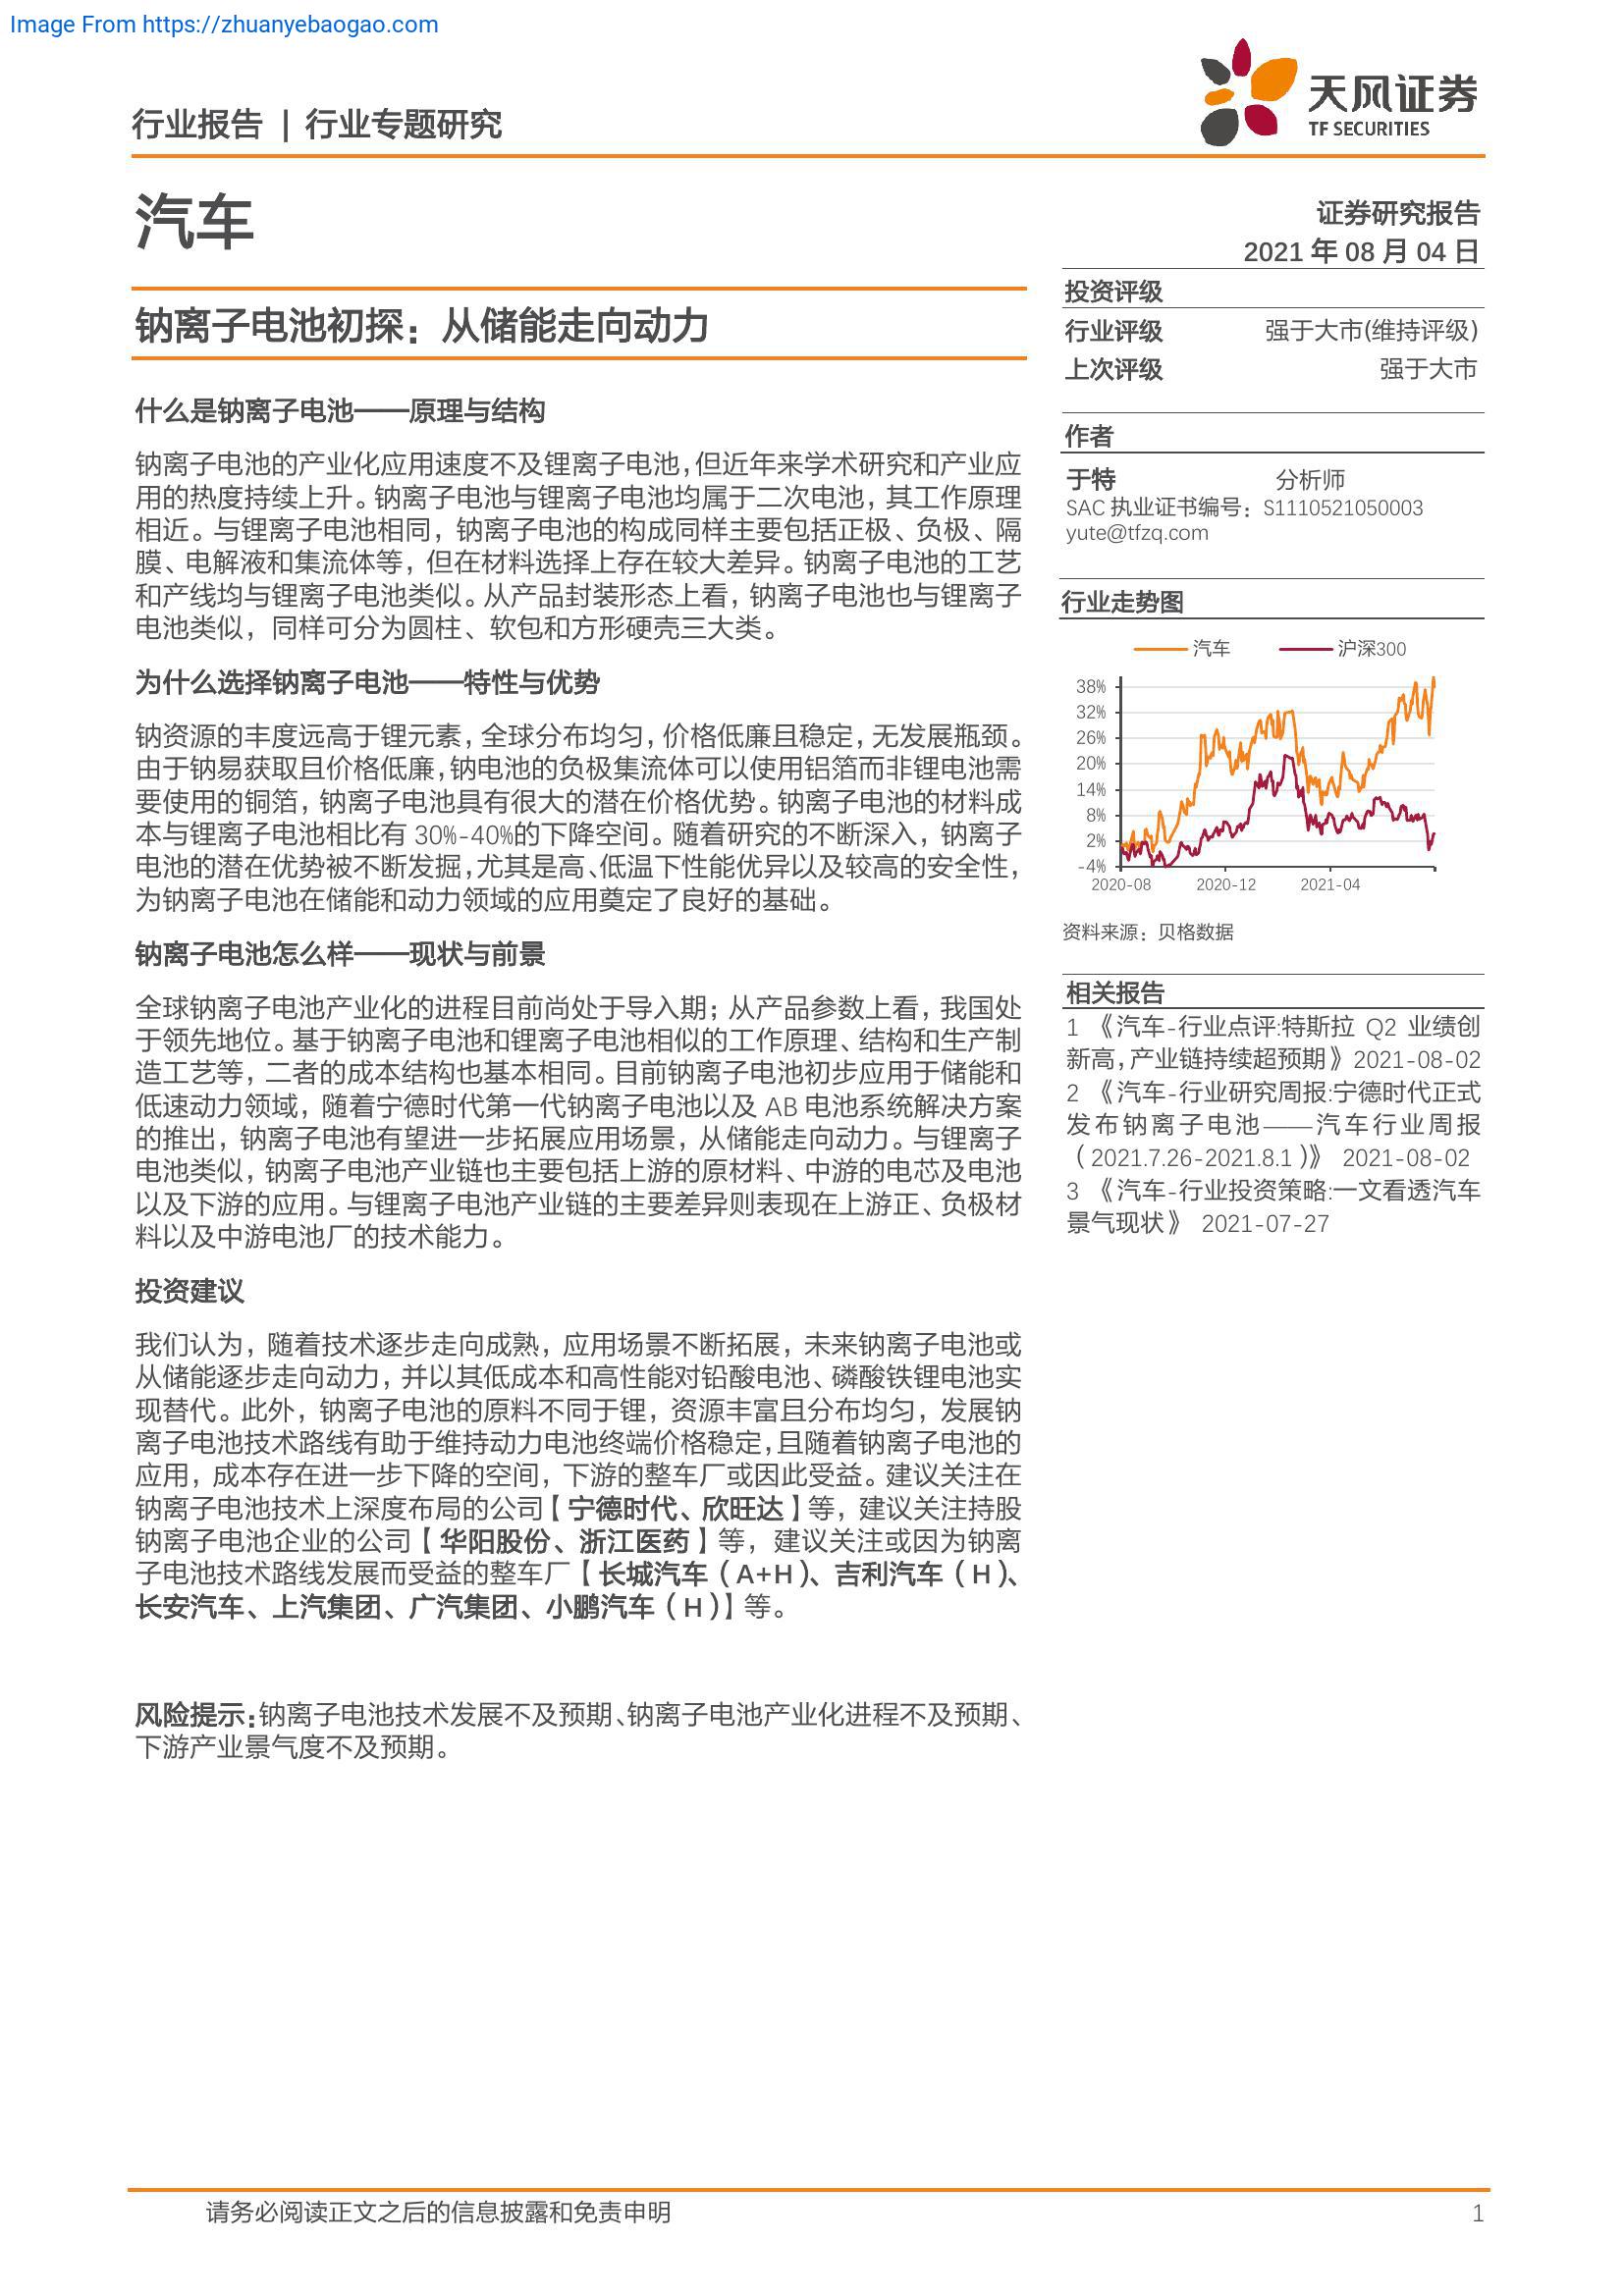 Image From https://zhuanyebaogao.com
行业报告 | 行业专题研究
天风证券
TF SECURITIES
汽车
证券研究报告
2021 年 08 月 04 日
钠离子电池初探：从储能走向动力
什么是钠离子电池——原理与结构
钠离子电池的产业化应用速度不及锂离子电池，但近年来学术研究和产业应
用的热度持续上升。钠离子电池与锂离子电池均属于二次电池，其工作原理
相近。与锂离子电池相同，钠离子电池的构成同样主要包括正极、负极、隔
膜、电解液和集流体等，但在材料选择上存在较大差异。钠离子电池的工艺
和产线均与锂离子电池类似。从产品封装形态上看，钠离子电池也与锂离子
电池类似，同样可分为圆柱、软包和方形硬壳三大类。
为什么选择钠离子电池——特性与优势
钠资源的丰度远高于锂元素，全球分布均匀，价格低廉且稳定，无发展瓶颈。
由于钠易获取且价格低廉，钠电池的负极集流体可以使用铝箔而非锂电池需
要使用的铜箔，钠离子电池具有很大的潜在价格优势。钠离子电池的材料成
本与锂离子电池相比有 30%-40%的下降空间。随着研究的不断深入，钠离子
电池的潜在优势被不断发掘，尤其是高、低温下性能优异以及较高的安全性，
为钠离子电池在储能和动力领域的应用奠定了良好的基础。
钠离子电池怎么样——现状与前景
全球钠离子电池产业化的进程目前尚处于导入期；从产品参数上看，我国处
于领先地位。基于钠离子电池和锂离子电池相似的工作原理、结构和生产制
造工艺等，二者的成本结构也基本相同。目前钠离子电池初步应用于储能和
低速动力领域，随着宁德时代第一代钠离子电池以及 AB 电池系统解决方案
的推出，钠离子电池有望进一步拓展应用场景，从储能走向动力。与锂离子
电池类似，钠离子电池产业链也主要包括上游的原材料、中游的电芯及电池
以及下游的应用。与锂离子电池产业链的主要差异则表现在上游正、负极材
料以及中游电池厂的技术能力。
投资建议
我们认为，随着技术逐步走向成熟，应用场景不断拓展，未来钠离子电池或
从储能逐步走向动力，并以其低成本和高性能对铅酸电池、磷酸铁锂电池实
现替代。此外，钠离子电池的原料不同于锂，资源丰富且分布均匀，发展钠
离子电池技术路线有助于维持动力电池终端价格稳定，且随着钠离子电池的
应用，成本存在进一步下降的空间，下游的整车厂或因此受益。建议关注在
钠离子电池技术上深度布局的公司【宁德时代、欣旺达】等，建议关注持股
钠离子电池企业的公司【华阳股份、浙江医药】等，建议关注或因为钠离
子电池技术路线发展而受益的整车厂【长城汽车（A+H）、吉利汽车（H）、
长安汽车、上汽集团、广汽集团、小鹏汽车（H）】等。
风险提示：钠离子电池技术发展不及预期、钠离子电池产业化进程不及预期、
下游产业景气度不及预期。
投资评级
行业评级 强于大市(维持评级)
上次评级 强于大市
作者
于特 分析师
SAC 执业证书编号：S1110521050003
yute@tfzq.com
行业走势图
汽车 沪深300
38%
32%
26%
20%
14%
8%
2%
-4%
2020-08 2020-12 2021-04
资料来源：贝格数据
相关报告
1 《汽车-行业点评:特斯拉 Q2 业绩创
新高，产业链持续超预期》2021-08-02
2 《汽车-行业研究周报:宁德时代正式
发布钠离子电池——汽车行业周报
（2021.7.26-2021.8.1）》 2021-08-02
3 《汽车-行业投资策略:一文看透汽车
景气现状》 2021-07-27
请务必阅读正文之后的信息披露和免责申明 1